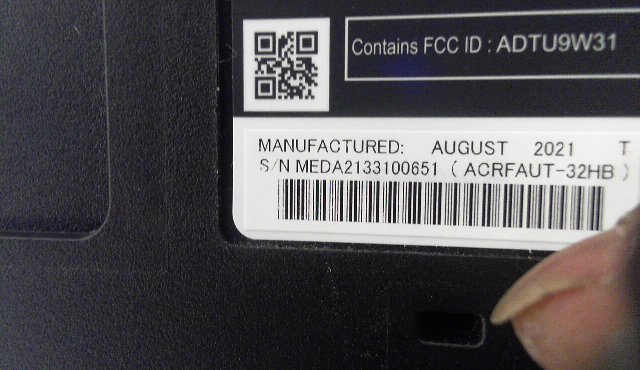 Contains FCC ID : ADTU9W31
MANUFACTURED: AUGUST 2021 T
S/N MEDA2133100651 ( ACRFAUT-32HB )